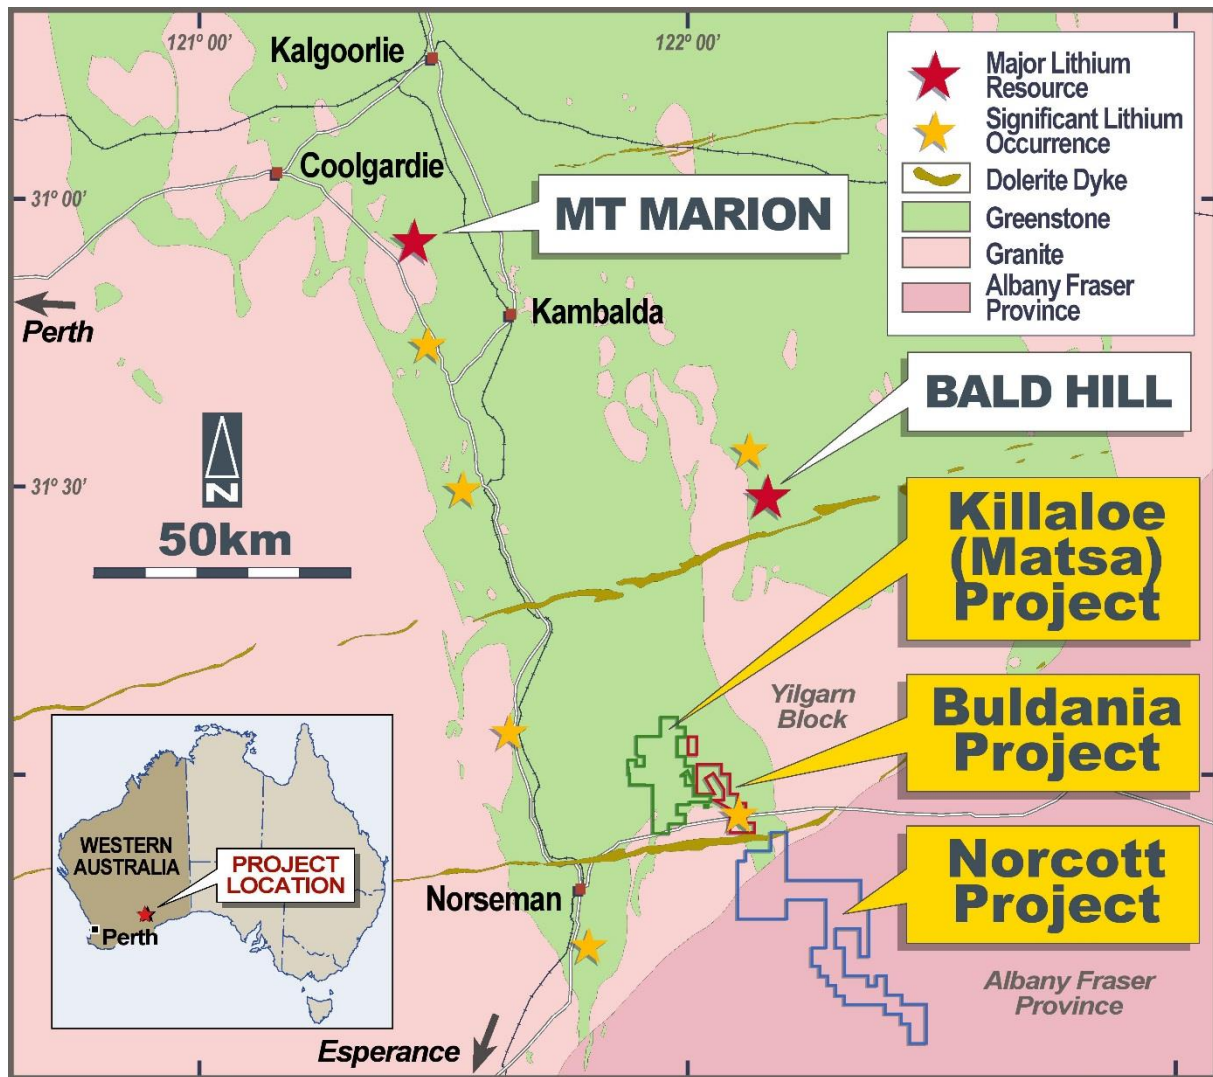 121° 00'
122° 00'
Kalgoorlie
Coolgardie
31° 00'
MT MARION
Major Lithium
Resource
Significant Lithium
Occurrence
Dolerite Dyke
Greenstone
Granite
Albany Fraser
Province
Perth
Kambalda
BALD HILL
31° 30'
N
50km
Killaloe
(Matsa)
Project
Yilgarn
Block
Buldania
Project
WESTERN
AUSTRALIA
PROJECT
LOCATION
Perth
Norseman
Norcott
Project
Albany Fraser
Province
Esperance